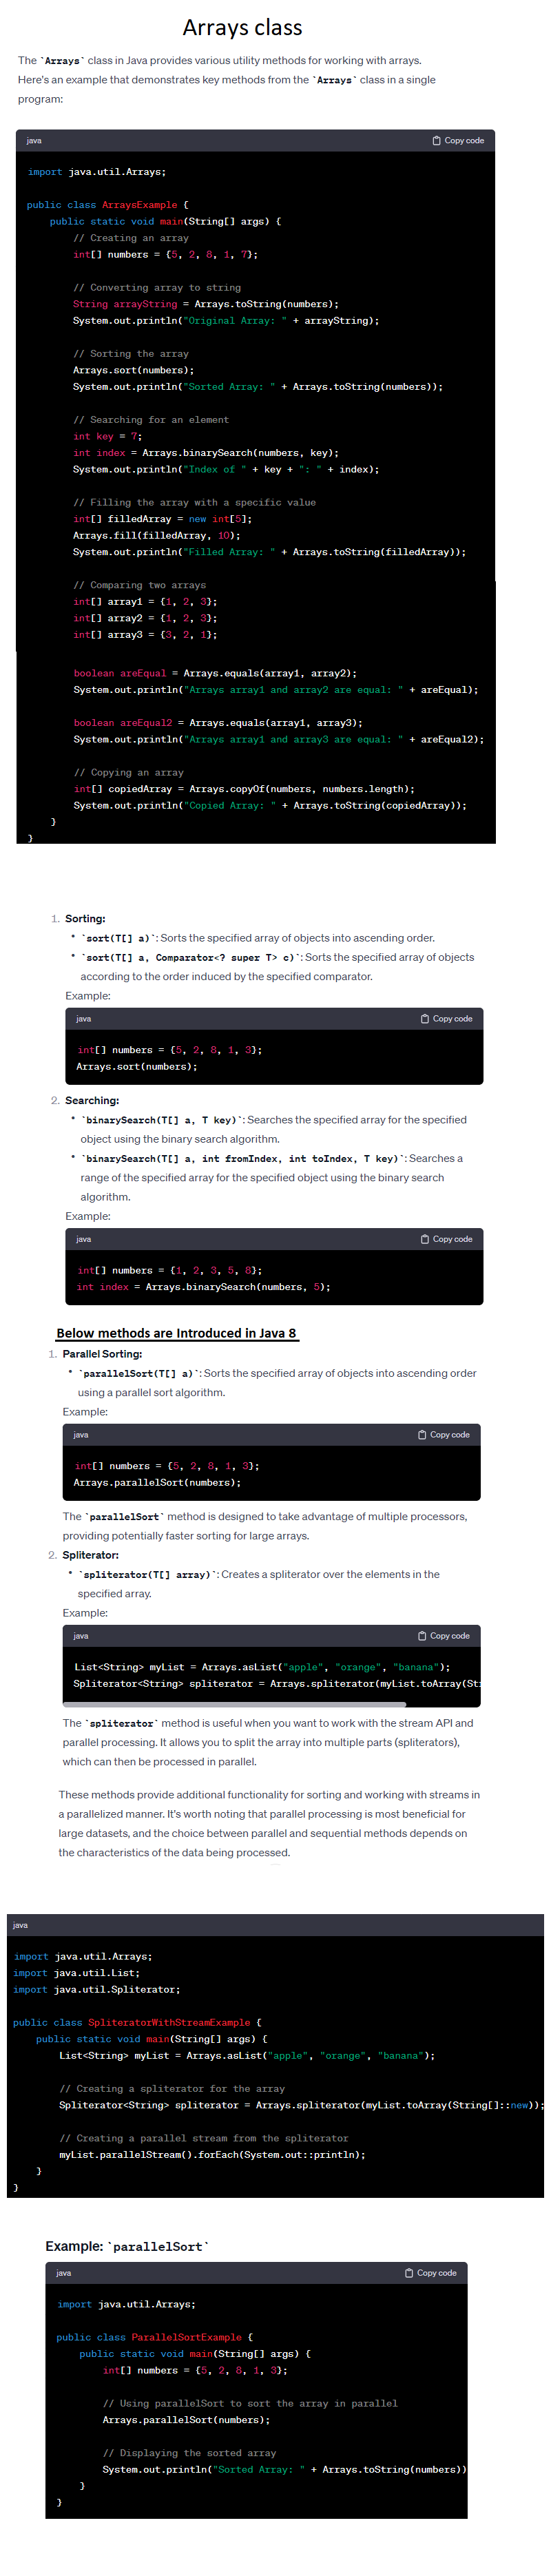 Arrays class
The `Arrays` class in Java provides various utility methods for working with arrays.
Here's an example that demonstrates key methods from the `Arrays` class in a single
program:
java
Copy code
import java.util.Arrays;
public class ArraysExample {
public static void main(String[] args) {
// Creating an array
int[] numbers = {5, 2, 8, 1, 7};
// Converting array to string
String arrayString = Arrays.toString(numbers);
System.out.println("Original Array: " + arrayString);
// Sorting the array
Arrays.sort(numbers);
System.out.println("Sorted Array: " + Arrays.toString(numbers));
// Searching for an element
int key = 7;
int index = Arrays.binarySearch(numbers, key);
System.out.println("Index of " + key + ": " + index);
// Filling the array with a specific value
int[] filledArray = new int[5];
Arrays.fill(filledArray, 10);
System.out.println("Filled Array: " + Arrays.toString(filledArray));
// Comparing two arrays
int[] array1 = {1, 2, 3};
int[] array2 = {1, 2, 3};
int[] array3 = {3, 2, 1};
boolean areEqual = Arrays.equals(array1, array2);
System.out.println("Arrays array1 and array2 are equal: " + areEqual);
boolean areEqual2 = Arrays.equals(array1, array3);
System.out.println("Arrays array1 and array3 are equal: " + areEqual2);
// Copying an array
int[] copiedArray = Arrays.copyOf(numbers, numbers.length);
System.out.println("Copied Array: " + Arrays.toString(copiedArray));
}
}
1. Sorting:
• `sort(T[] a)`: Sorts the specified array of objects into ascending order.
• `sort(T[] a, Comparator<? super T> c)`: Sorts the specified array of objects
according to the order induced by the specified comparator.
Example:
java
Copy code
int[] numbers = {5, 2, 8, 1, 3};
Arrays.sort(numbers);
2. Searching:
• `binarySearch(T[] a, T key)`: Searches the specified array for the specified
object using the binary search algorithm.
• `binarySearch(T[] a, int fromIndex, int toIndex, T key)`: Searches a
range of the specified array for the specified object using the binary search
algorithm.
Example:
java
Copy code
int[] numbers = {1, 2, 3, 5, 8};
int index = Arrays.binarySearch(numbers, 5);
Below methods are Introduced in Java 8
1. Parallel Sorting:
• `parallelSort(T[] a)`: Sorts the specified array of objects into ascending order
using a parallel sort algorithm.
Example:
java
Copy code
int[] numbers = {5, 2, 8, 1, 3};
Arrays.parallelSort(numbers);
The `parallelSort` method is designed to take advantage of multiple processors,
providing potentially faster sorting for large arrays.
2. Spliterator:
• `spliterator(T[] array)`: Creates a spliterator over the elements in the
specified array.
Example:
java
Copy code
List<String> myList = Arrays.asList("apple", "orange", "banana");
Spliterator<String> spliterator = Arrays.spliterator(myList.toArray(St
The `spliterator` method is useful when you want to work with the stream API and
parallel processing. It allows you to split the array into multiple parts (spliterators),
which can then be processed in parallel.
These methods provide additional functionality for sorting and working with streams in
a parallelized manner. It's worth noting that parallel processing is most beneficial for
large datasets, and the choice between parallel and sequential methods depends on
the characteristics of the data being processed.
java
import java.util.Arrays;
import java.util.List;
import java.util.Spliterator;
public class SpliteratorWithStreamExample {
public static void main(String[] args) {
List<String> myList = Arrays.asList("apple", "orange", "banana");
// Creating a spliterator for the array
Spliterator<String> spliterator = Arrays.spliterator(myList.toArray(String[]::new));
// Creating a parallel stream from the spliterator
myList.parallelStream().forEach(System.out::println);
}
}
Example: `parallelSort`
java
Copy code
import java.util.Arrays;
public class ParallelSortExample {
public static void main(String[] args) {
int[] numbers = {5, 2, 8, 1, 3};
// Using parallelSort to sort the array in parallel
Arrays.parallelSort(numbers);
// Displaying the sorted array
System.out.println("Sorted Array: " + Arrays.toString(numbers))
}
}